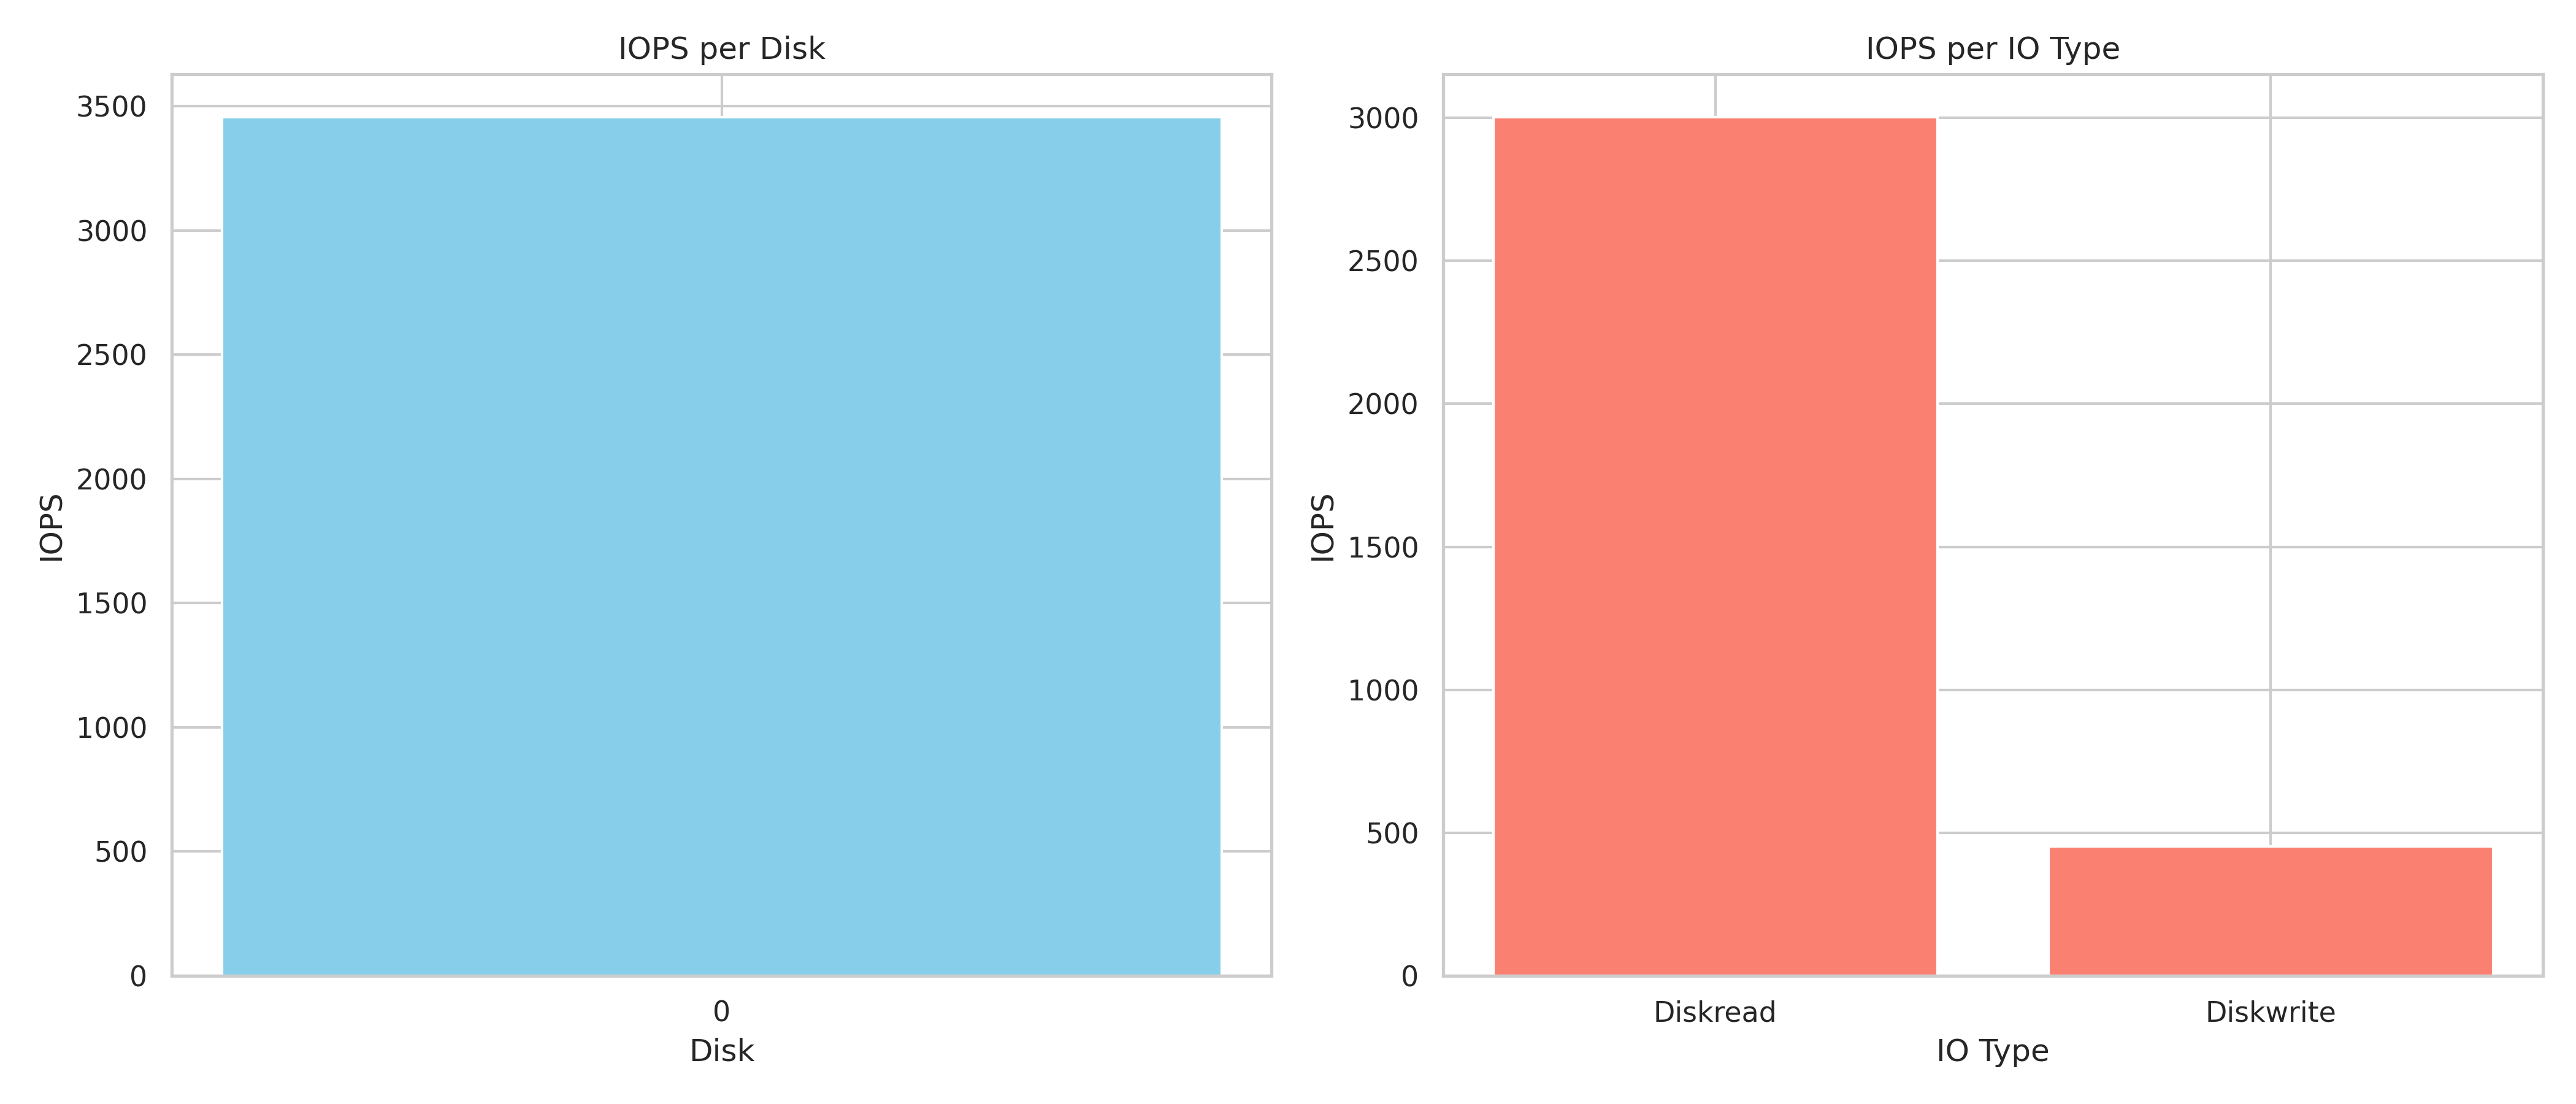 IOPS per Disk
3500
3000
2500
2000
1500
1000
500
0
IOPS
0
Disk
IOPS per IO Type
3000
2500
2000
1500
1000
500
0
IOPS
Diskread Diskwrite
IO Type